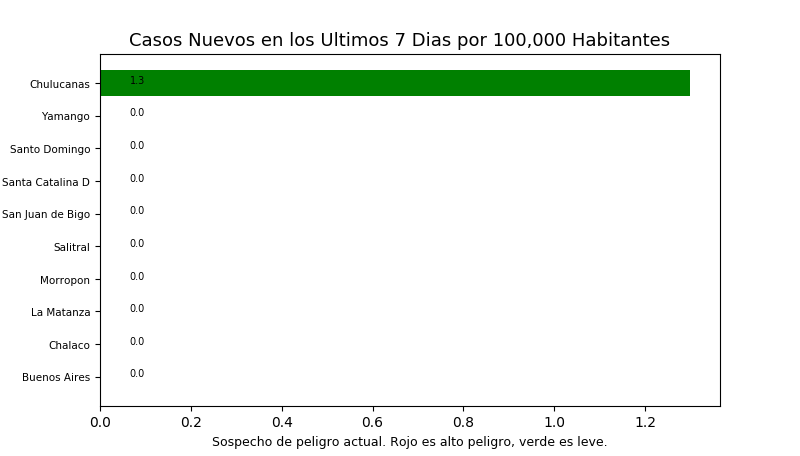 Casos Nuevos en los Ultimos 7 Dias por 100,000 Habitantes
Chulucanas 1.3
Yamango 0.0
Santo Domingo 0.0
Santa Catalina D 0.0
San Juan de Bigo 0.0
Salitral 0.0
Morropon 0.0
La Matanza 0.0
Chalaco 0.0
Buenos Aires 0.0
0.0 0.2 0.4 0.6 0.8 1.0 1.2
Sospecho de peligro actual. Rojo es alto peligro, verde es leve.